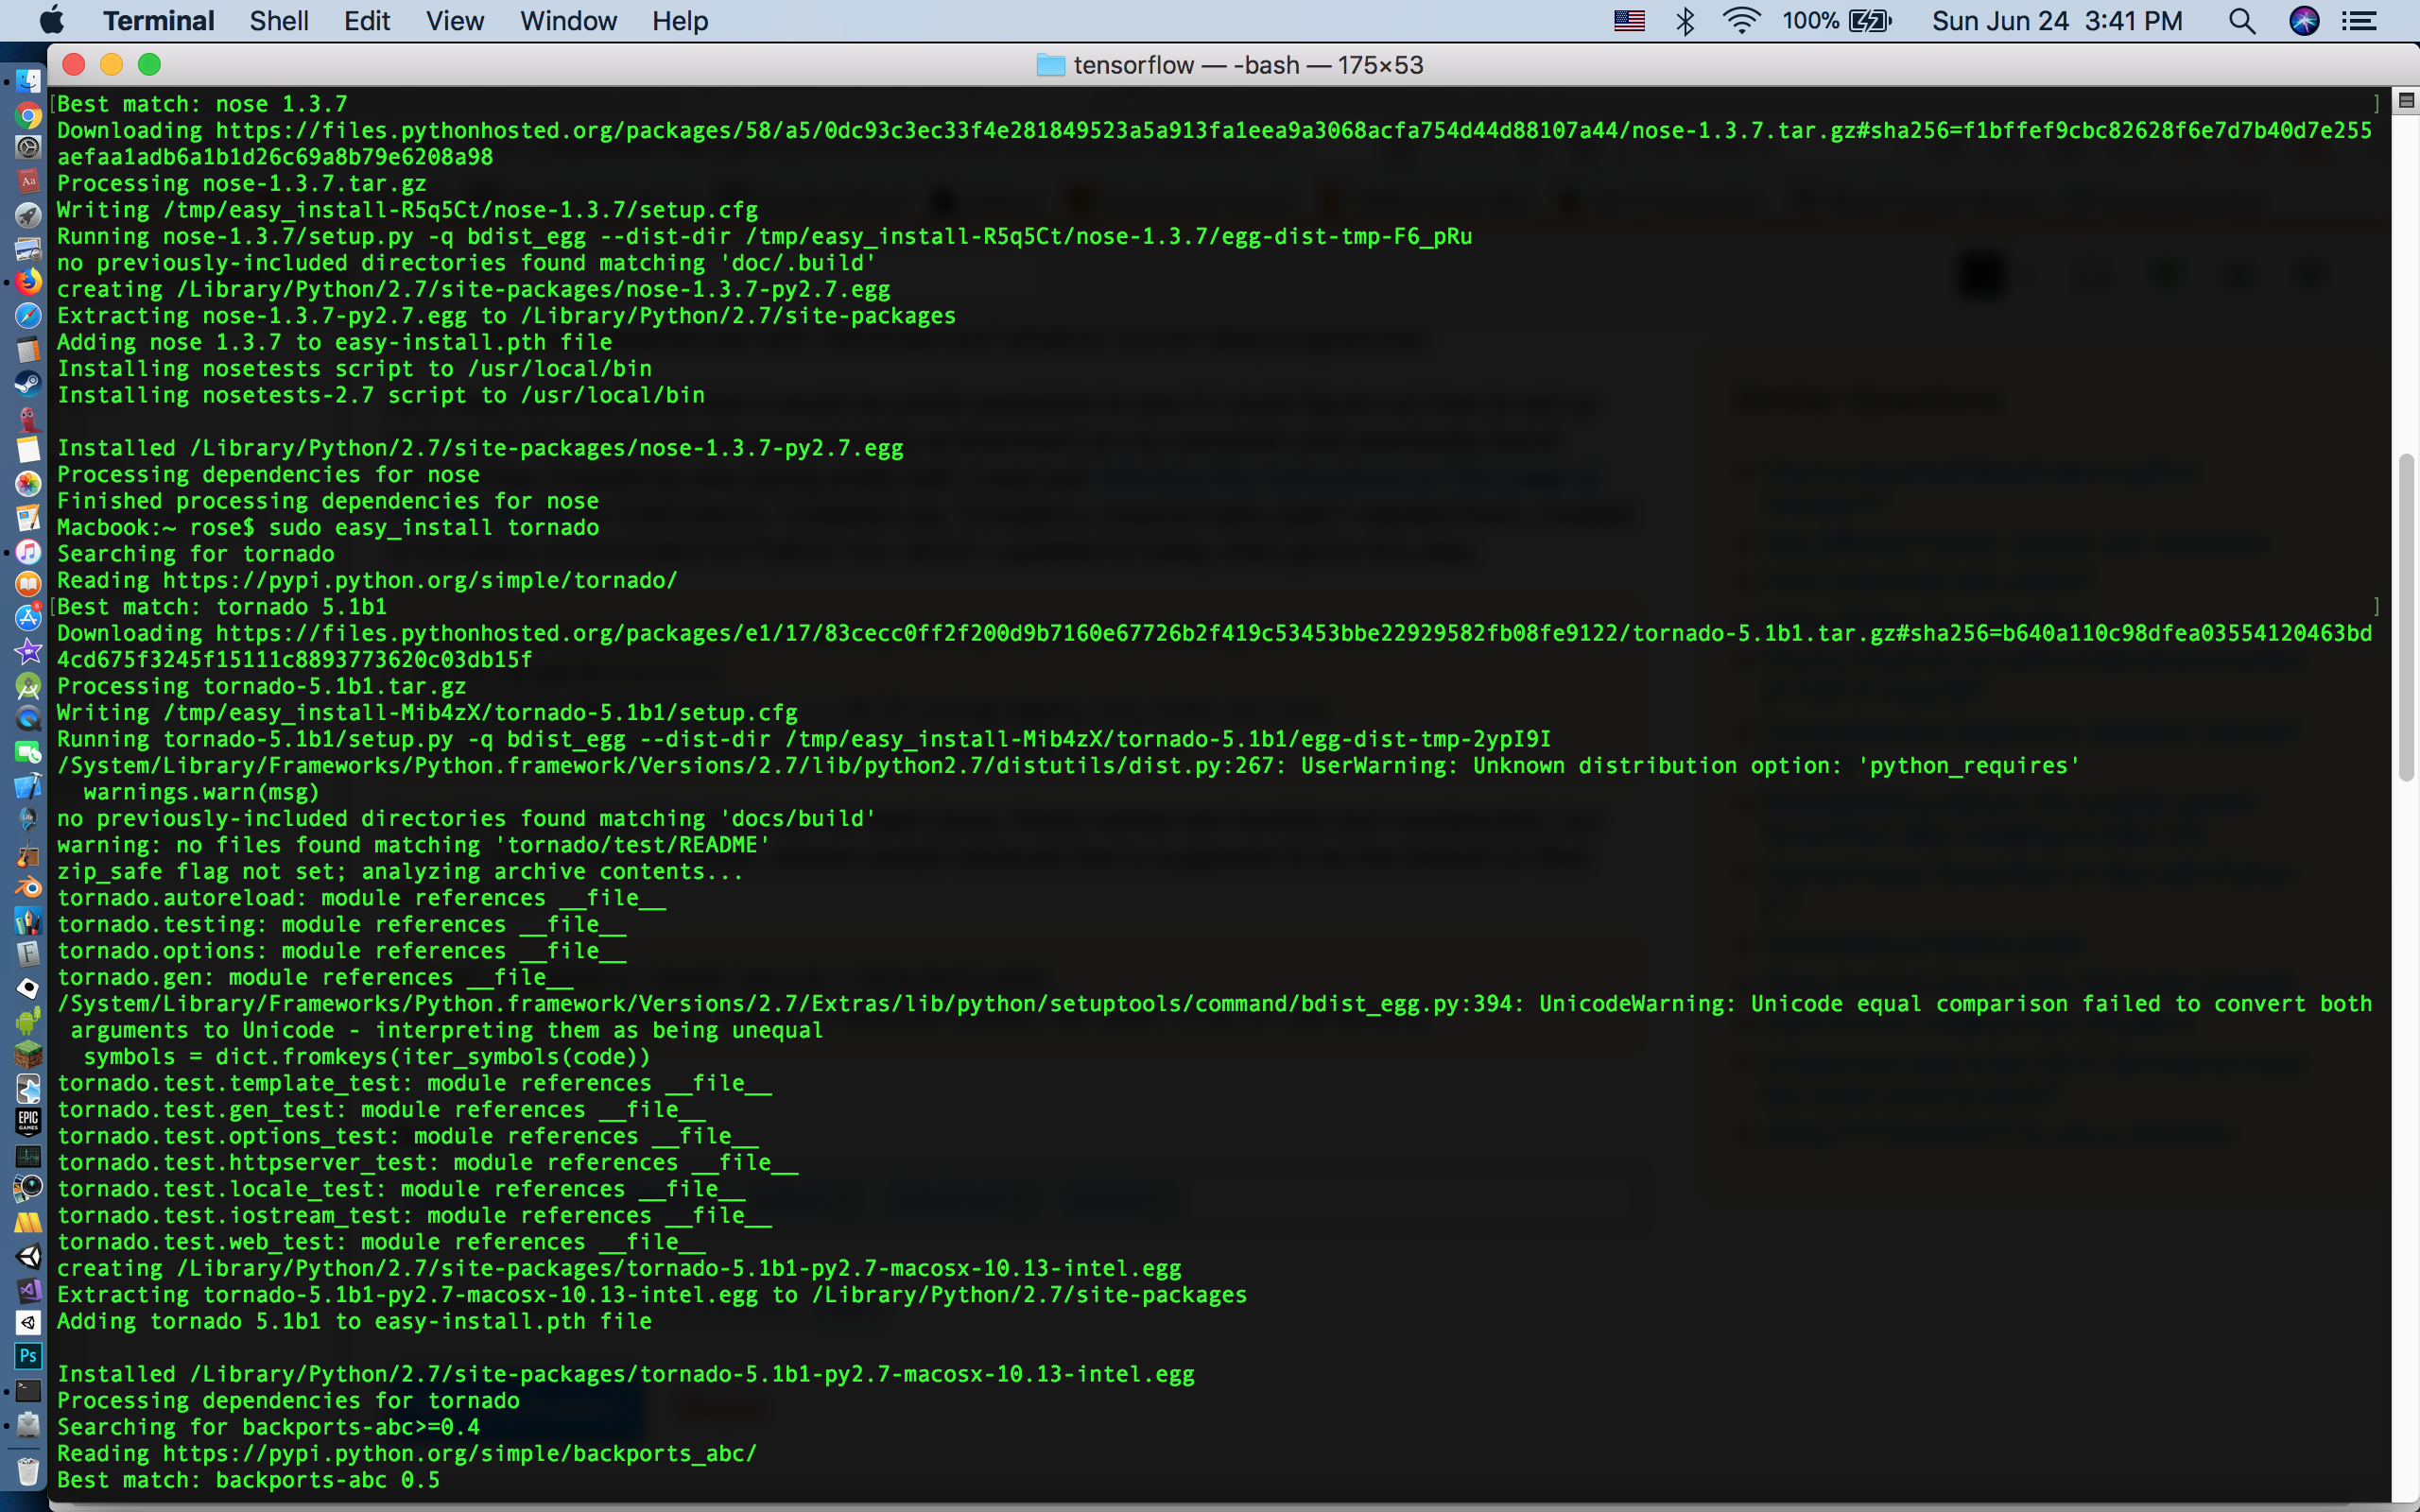 Terminal Shell Edit View Window Help 100% Sun Jun 24 3:41 PM
tensorflow — -bash — 175×53
[Best match: nose 1.3.7 ]
Downloading https://files.pythonhosted.org/packages/58/a5/0dc93c3ec33f4e281849523a5a913fa1eea9a3068acfa754d44d88107a44/nose-1.3.7.tar.gz#sha256=f1bffef9cbc82628f6e7d7b40d7e255
aefaa1adb6a1b1d26c69a8b79e6208a98
Processing nose-1.3.7.tar.gz
Writing /tmp/easy_install-R5q5Ct/nose-1.3.7/setup.cfg
Running nose-1.3.7/setup.py -q bdist_egg --dist-dir /tmp/easy_install-R5q5Ct/nose-1.3.7/egg-dist-tmp-F6_pRu
no previously-included directories found matching 'doc/.build'
creating /Library/Python/2.7/site-packages/nose-1.3.7-py2.7.egg
Extracting nose-1.3.7-py2.7.egg to /Library/Python/2.7/site-packages
Adding nose 1.3.7 to easy-install.pth file
Installing nosetests script to /usr/local/bin
Installing nosetests-2.7 script to /usr/local/bin
Installed /Library/Python/2.7/site-packages/nose-1.3.7-py2.7.egg
Processing dependencies for nose
Finished processing dependencies for nose
Macbook:~ rose$ sudo easy_install tornado
Searching for tornado
Reading https://pypi.python.org/simple/tornado/
[Best match: tornado 5.1b1 ]
Downloading https://files.pythonhosted.org/packages/e1/17/83cecc0ff2f200d9b7160e67726b2f419c53453bbe22929582fb08fe9122/tornado-5.1b1.tar.gz#sha256=b640a110c98dfea03554120463bd
4cd675f3245f15111c8893773620c03db15f
Processing tornado-5.1b1.tar.gz
Writing /tmp/easy_install-Mib4zX/tornado-5.1b1/setup.cfg
Running tornado-5.1b1/setup.py -q bdist_egg --dist-dir /tmp/easy_install-Mib4zX/tornado-5.1b1/egg-dist-tmp-2ypI9I
/System/Library/Frameworks/Python.framework/Versions/2.7/lib/python2.7/distutils/dist.py:267: UserWarning: Unknown distribution option: 'python_requires'
warnings.warn(msg)
no previously-included directories found matching 'docs/build'
warning: no files found matching 'tornado/test/README'
zip_safe flag not set; analyzing archive contents...
tornado.autoreload: module references __file__
tornado.testing: module references __file__
tornado.options: module references __file__
tornado.gen: module references __file__
/System/Library/Frameworks/Python.framework/Versions/2.7/Extras/lib/python/setuptools/command/bdist_egg.py:394: UnicodeWarning: Unicode equal comparison failed to convert both
arguments to Unicode - interpreting them as being unequal
symbols = dict.fromkeys(iter_symbols(code))
tornado.test.template_test: module references __file__
tornado.test.gen_test: module references __file__
tornado.test.options_test: module references __file__
tornado.test.httpserver_test: module references __file__
tornado.test.locale_test: module references __file__
tornado.test.iostream_test: module references __file__
tornado.test.web_test: module references __file__
creating /Library/Python/2.7/site-packages/tornado-5.1b1-py2.7-macosx-10.13-intel.egg
Extracting tornado-5.1b1-py2.7-macosx-10.13-intel.egg to /Library/Python/2.7/site-packages
Adding tornado 5.1b1 to easy-install.pth file
Installed /Library/Python/2.7/site-packages/tornado-5.1b1-py2.7-macosx-10.13-intel.egg
Processing dependencies for tornado
Searching for backports-abc>=0.4
Reading https://pypi.python.org/simple/backports_abc/
Best match: backports-abc 0.5
Aa
EPIC
GAMES
Ps